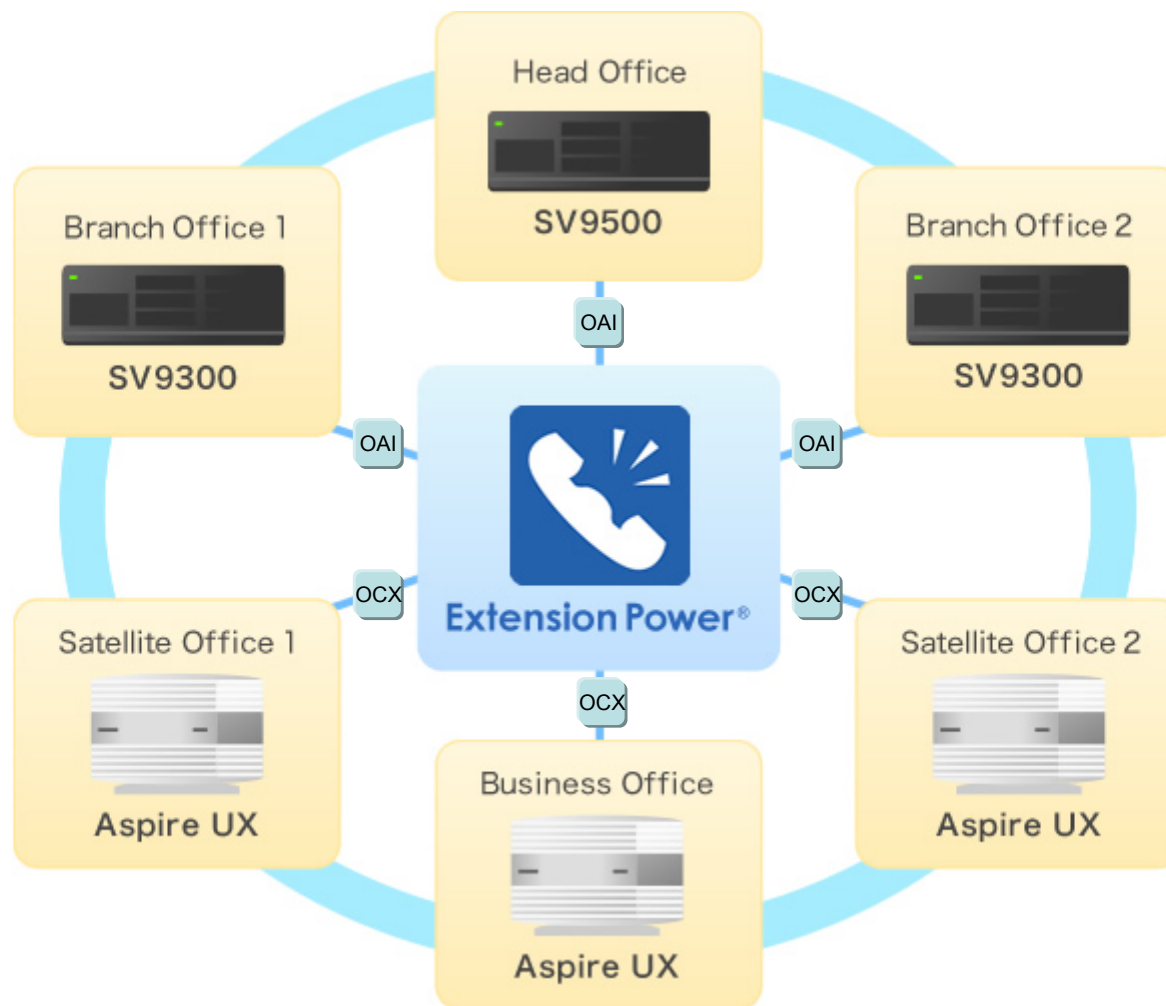 Head Office
SV9500
Branch Office 1
SV9300
Branch Office 2
SV9300
OAI
OAI
OAI
Extension Power®
OCX
OCX
OCX
Satellite Office 1
Aspire UX
Business Office
Aspire UX
Satellite Office 2
Aspire UX